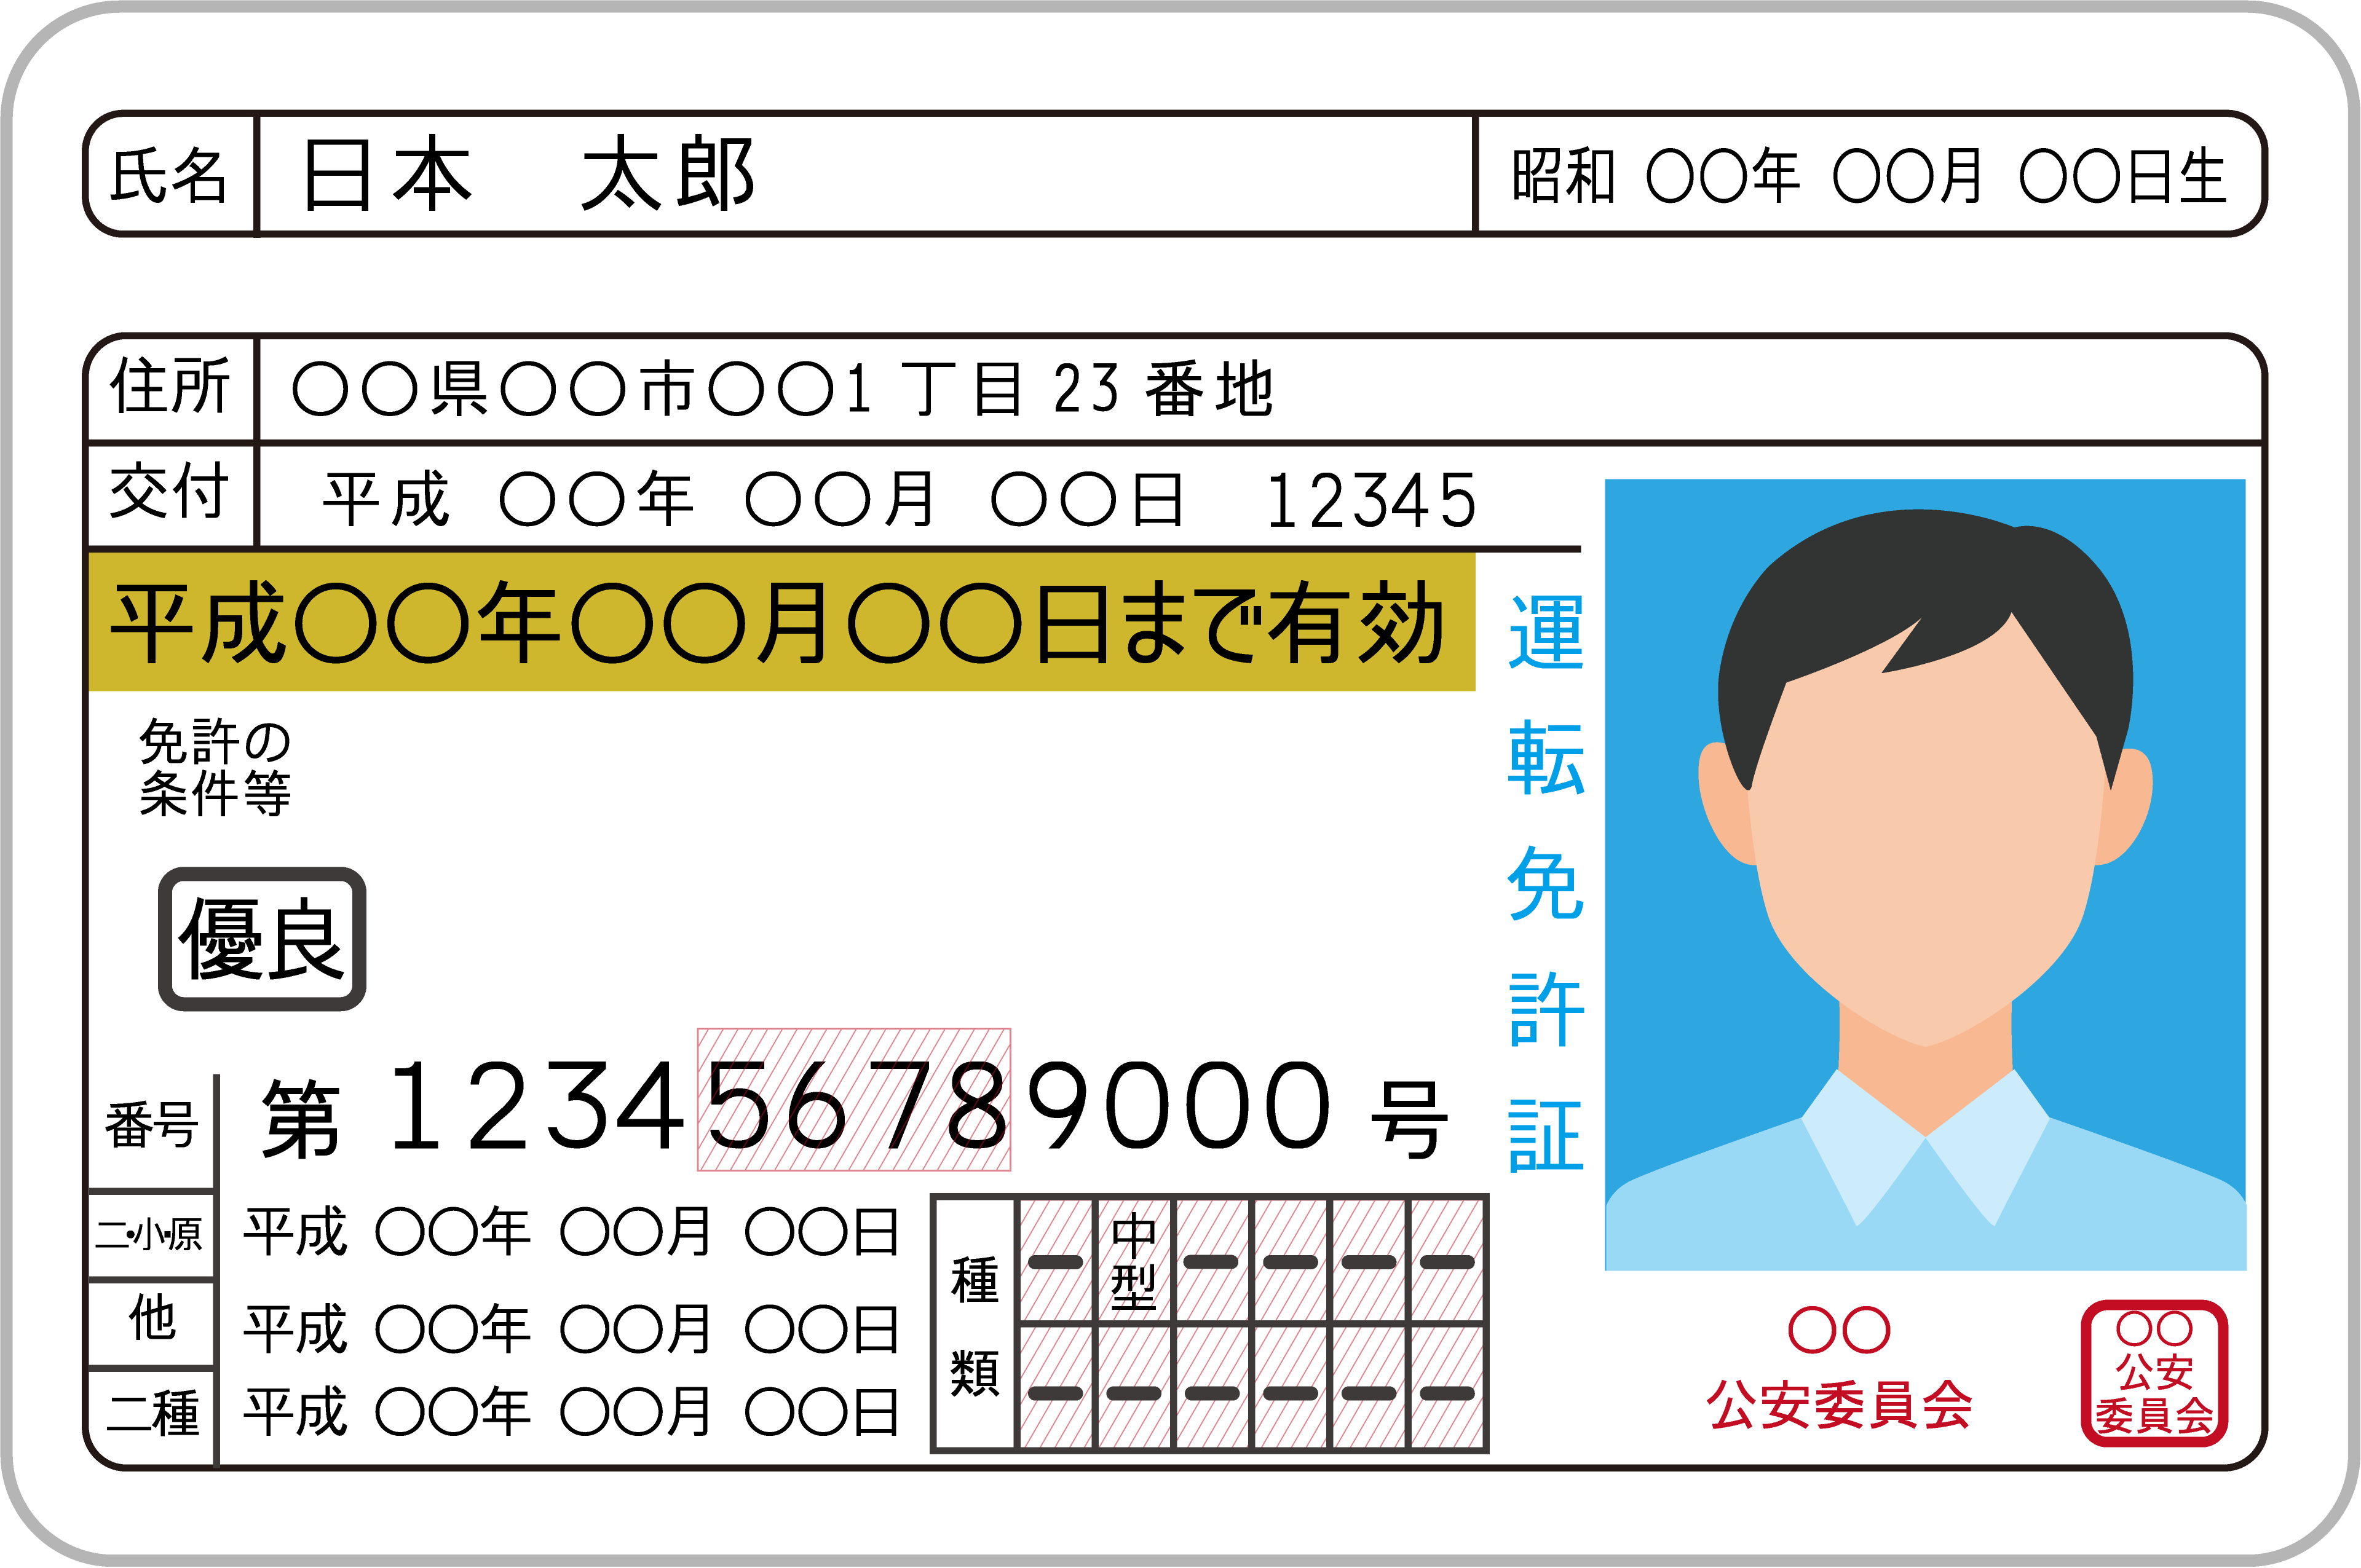 氏名 日本 太郎 昭和 〇〇年 〇〇月 〇〇日生
住所 〇〇県〇〇市〇〇1丁目 23 番地
交付 平成 〇〇年 〇〇月 〇〇日 12345
平成〇〇年〇〇月〇〇日まで有効
免許の
条件等
優良
運転免許証
番号 第 123456789000 号
二・小・原 平成 〇〇年 〇〇月 〇〇日
他 平成 〇〇年 〇〇月 〇〇日
二種 平成 〇〇年 〇〇月 〇〇日
種類 ー 中型 ー ー ー ー
ー ー ー ー ー ー
〇〇
公安委員会
〇〇
公安
委員会